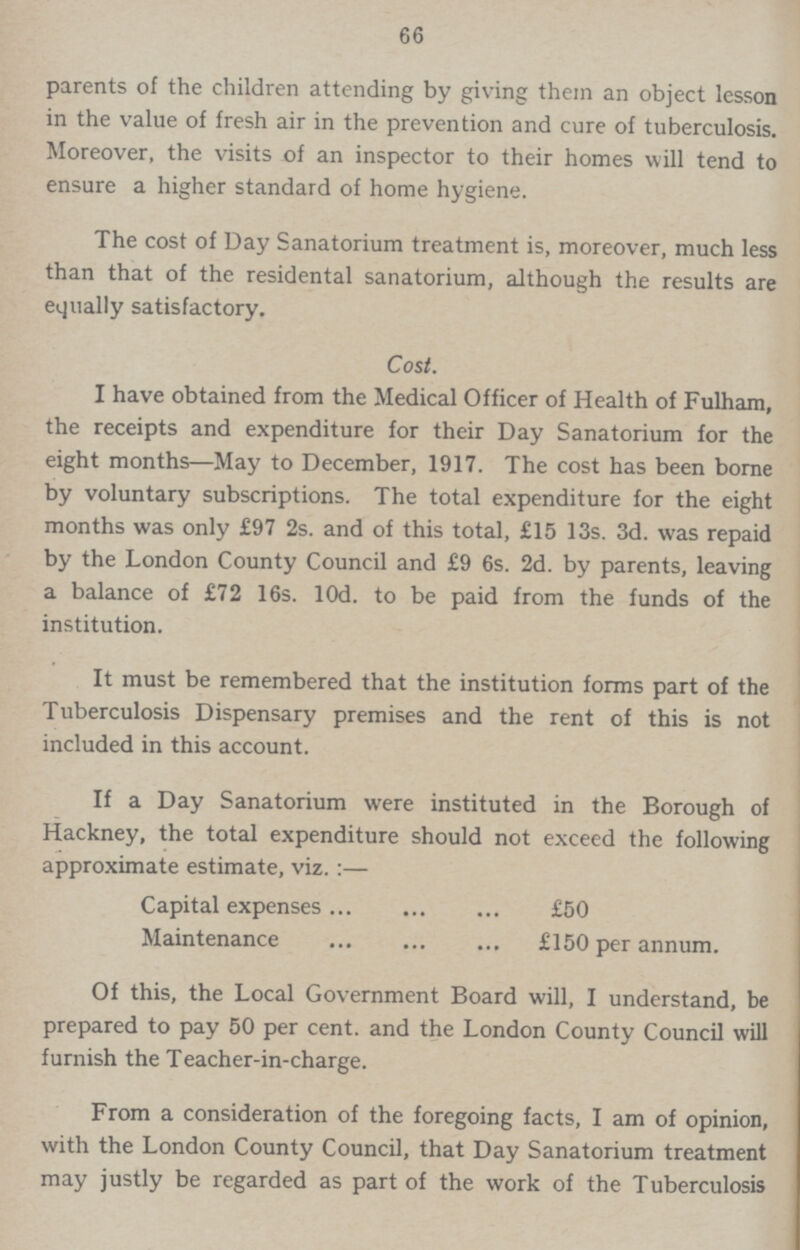 66
parents of the children attending by giving them an object lesson
in the value of fresh air in the prevention and cure of tuberculosis.
Moreover, the visits of an inspector to their homes will tend to
ensure a higher standard of home hygiene.
The cost of Day Sanatorium treatment is, moreover, much less
than that of the residental sanatorium, although the results are
equally satisfactory.
Cost.
I have obtained from the Medical Officer of Health of Fulham,
the receipts and expenditure for their Day Sanatorium for the
eight months—May to December, 1917. The cost has been borne
by voluntary subscriptions. The total expenditure for the eight
months was only £97 2s. and of this total, £15 13s. 3d. was repaid
by the London County Council and £9 6s. 2d. by parents, leaving
a balance of £72 16s. 10d. to be paid from the funds of the
institution.
It must be remembered that the institution forms part of the
Tuberculosis Dispensary premises and the rent of this is not
included in this account.
If a Day Sanatorium were instituted in the Borough of
Hackney, the total expenditure should not exceed the following
approximate estimate, viz. :—
Capital expenses ... ... ... £50
Maintenance ... ... ... £150 per annum.
Of this, the Local Government Board will, I understand, be
prepared to pay 50 per cent. and the London County Council will
furnish the Teacher-in-charge.
From a consideration of the foregoing facts, I am of opinion,
with the London County Council, that Day Sanatorium treatment
may justly be regarded as part of the work of the Tuberculosis